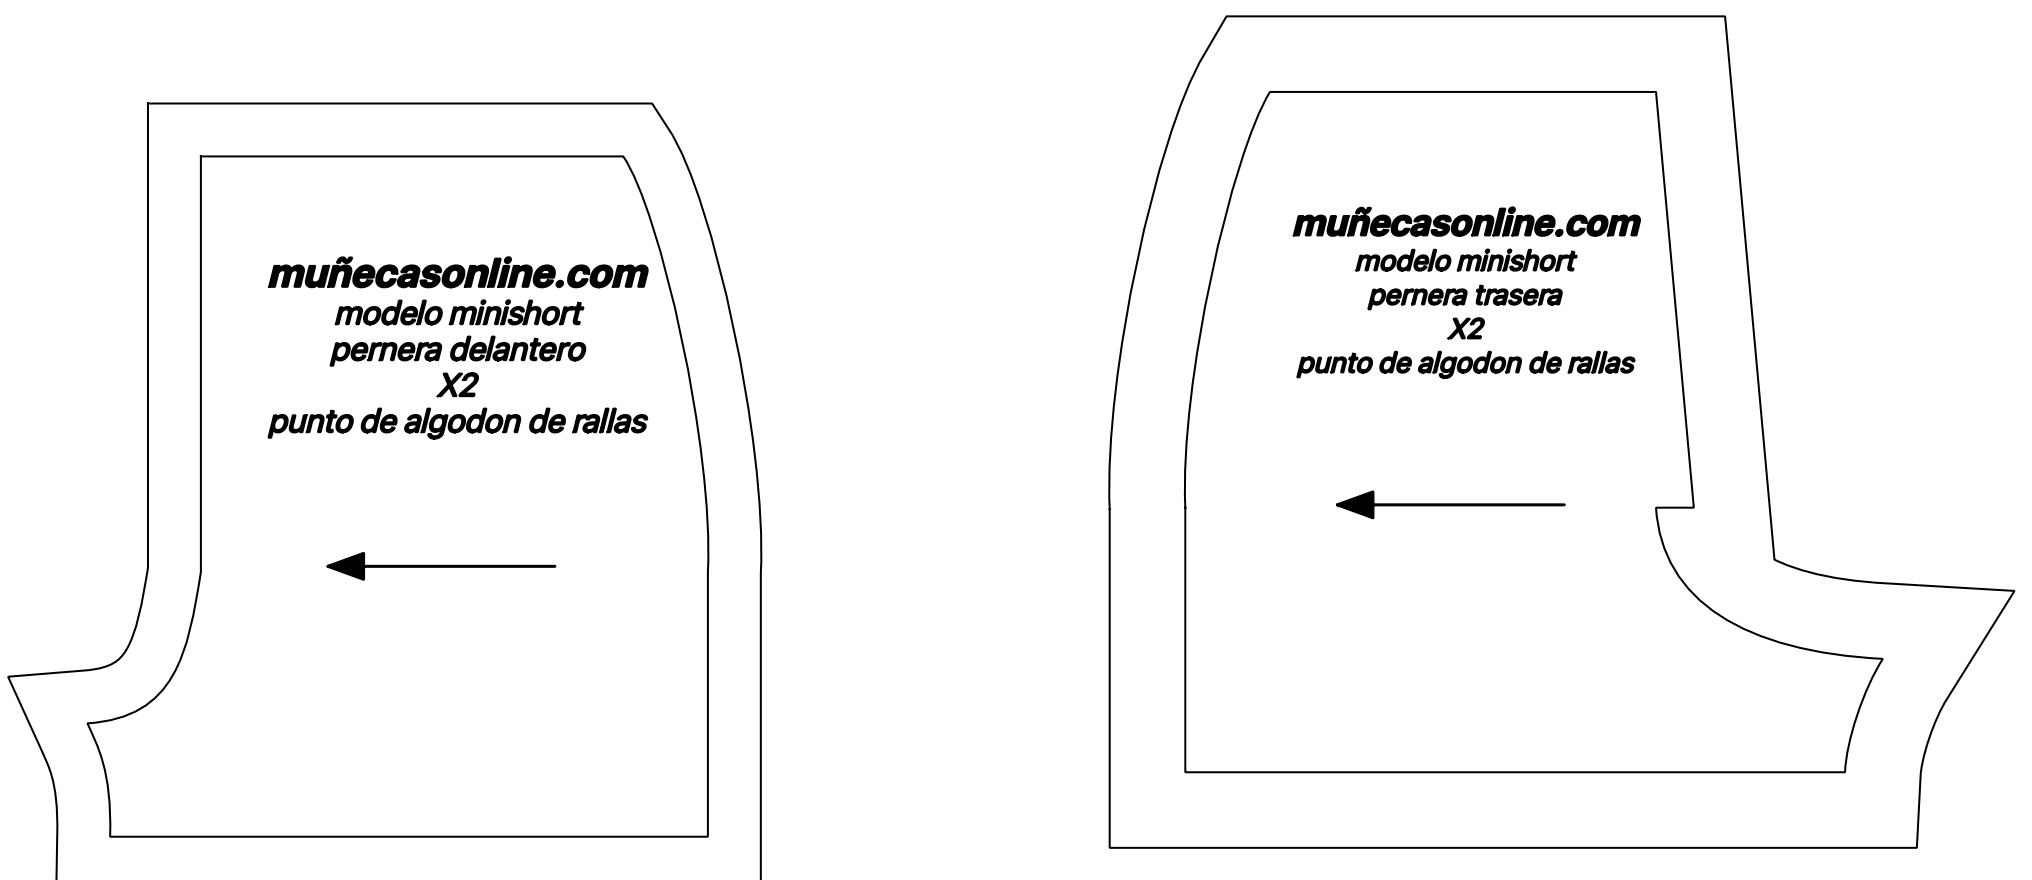 muñecasonline.com
modelo minishort
pernera delantero
X2
punto de algodon de rallas
muñecasonline.com
modelo minishort
pernera trasera
X2
punto de algodon de rallas